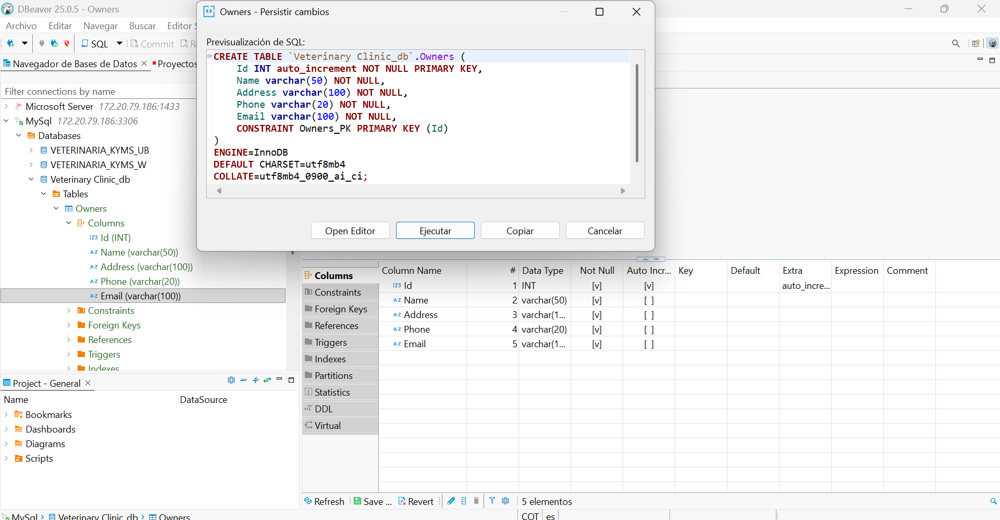 DBeaver 25.0.5 - Owners
Archivo Editar Navegar Buscar Editor
SQL Commit
Navegador de Bases de Datos Proyectos
Filter connections by name
Microsoft Server 172.20.79.186:1433
MySql 172.20.79.186:3306
Databases
VETERINARIA_KYMS_UB
VETERINARIA_KYMS_W
Veterinary Clinic_db
Tables
Owners
Columns
123 Id (INT)
A-Z Name (varchar(50))
A-Z Address (varchar(100))
A-Z Phone (varchar(20))
A-Z Email (varchar(100))
Constraints
Foreign Keys
References
Triggers
Indexes
Project - General
Name DataSource
Bookmarks
Dashboards
Diagrams
Scripts
Owners - Persistir cambios
Previsualización de SQL:
CREATE TABLE `Veterinary Clinic_db`.Owners (
Id INT auto_increment NOT NULL PRIMARY KEY,
Name varchar(50) NOT NULL,
Address varchar(100) NOT NULL,
Phone varchar(20) NOT NULL,
Email varchar(100) NOT NULL,
CONSTRAINT Owners_PK PRIMARY KEY (Id)
)
ENGINE=InnoDB
DEFAULT CHARSET=utf8mb4
COLLATE=utf8mb4_0900_ai_ci;
Open Editor Ejecutar Copiar Cancelar
Columns
Constraints
Foreign Keys
References
Triggers
Indexes
Partitions
Statistics
DDL
Virtual
Column Name # Data Type Not Null Auto Incr... Key Default Extra Expression Comment
123 Id 1 INT [v] [v] auto_incre...
A-Z Name 2 varchar(50) [v] [ ]
A-Z Address 3 varchar(1... [v] [ ]
A-Z Phone 4 varchar(20) [v] [ ]
A-Z Email 5 varchar(1... [v] [ ]
Refresh Save ... Revert 5 elementos
MySql Veterinary Clinic_db Owners
COT es